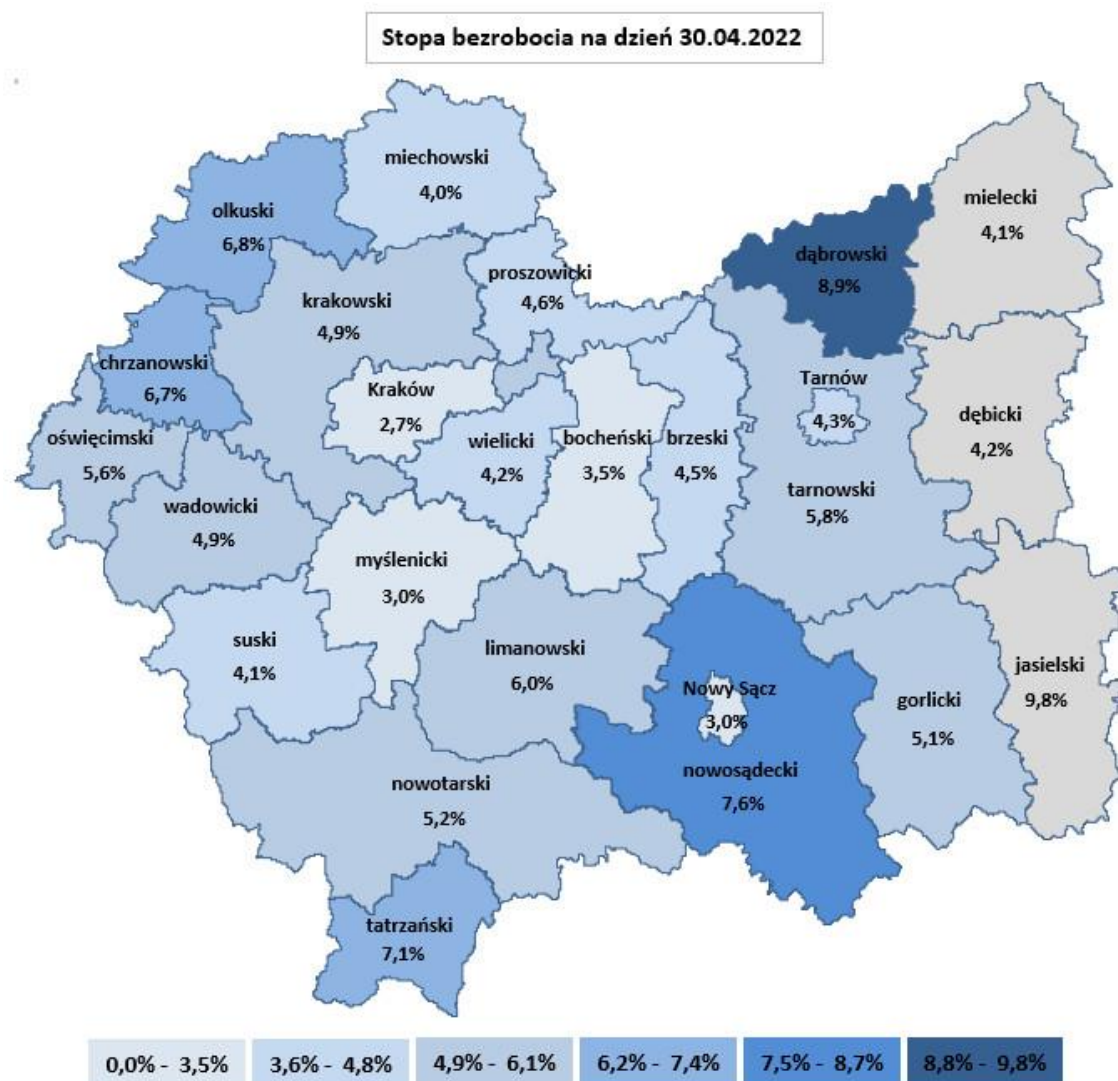 Stopa bezrobocia na dzień 30.04.2022
miechowski
4,0%
olkuski
6,8%
mielecki
4,1%
dąbrowski
8,9%
proszowicki
4,6%
krakowski
4,9%
chrzanowski
6,7%
Kraków
2,7%
Tarnów
4,3%
dębicki
4,2%
oświęcimski
5,6%
wielicki
4,2%
bocheński
3,5%
brzeski
4,5%
tarnowski
5,8%
wadowicki
4,9%
myślenicki
3,0%
suski
4,1%
limanowski
6,0%
Nowy Sącz
3,0%
gorlicki
5,1%
jasielski
9,8%
nowosądecki
7,6%
nowotarski
5,2%
tatrzański
7,1%
0,0% - 3,5%
3,6% - 4,8%
4,9% - 6,1%
6,2% - 7,4%
7,5% - 8,7%
8,8% - 9,8%